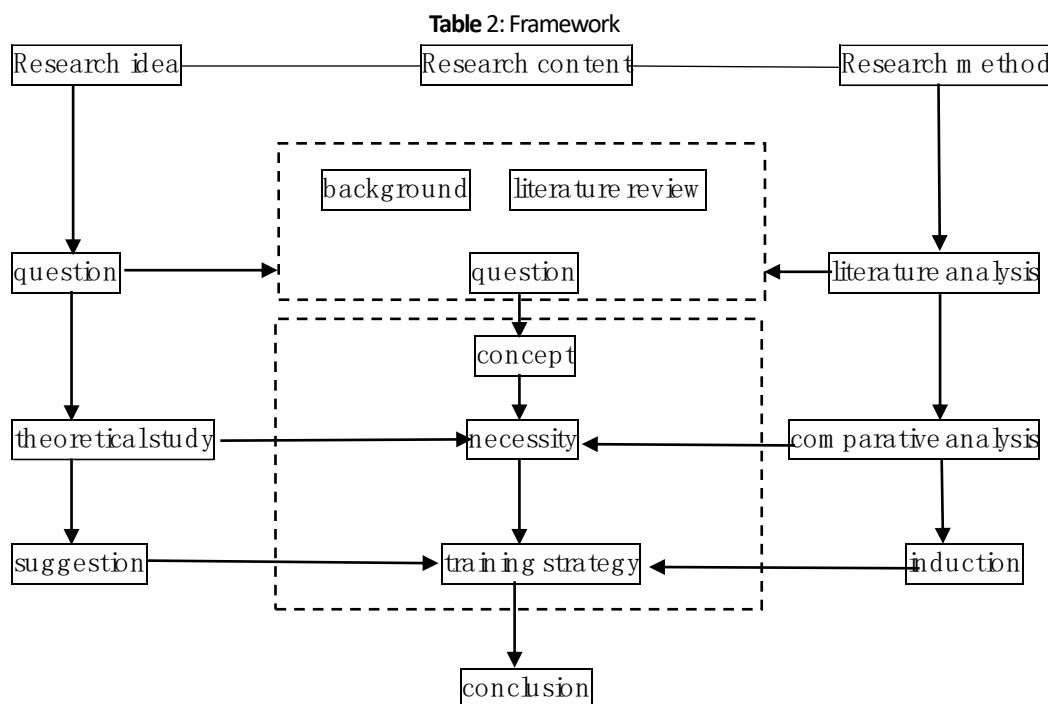 Table 2: Framework
Research idea Research content Research method
background literature review
question question literature analysis
concept
theoretical study necessity comparative analysis
suggestion training strategy induction
conclusion